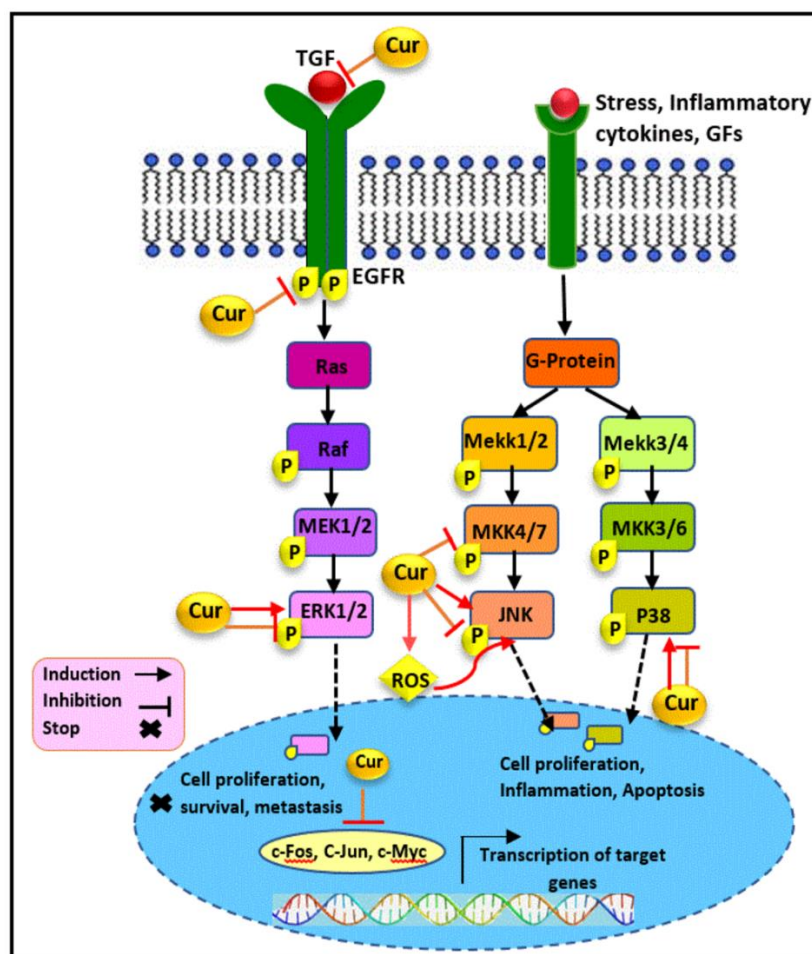 TGF
Cur
Stress, Inflammatory
cytokines, GFs
P
P
EGFR
Cur
Ras
G-Protein
Raf
P
Mekk1/2
P
Mekk3/4
P
MEK1/2
P
MKK4/7
P
MKK3/6
P
Cur
Cur
ERK1/2
P
JNK
P
P38
P
ROS
Cur
Induction
Inhibition
Stop
Cur
Cell proliferation,
survival, metastasis
Cell proliferation,
Inflammation, Apoptosis
c-Fos, C-Jun, c-Myc
Transcription of target
genes